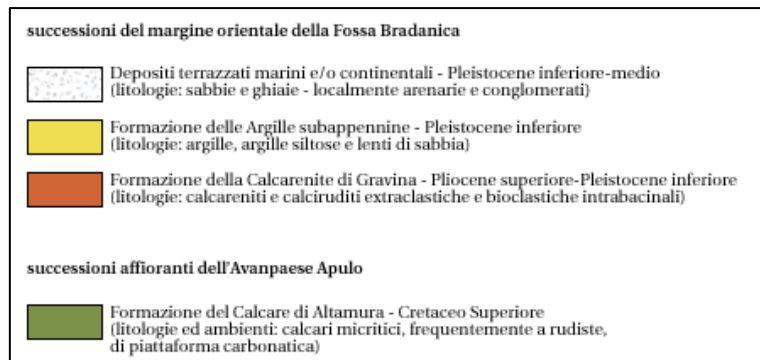 successioni del margine orientale della Fossa Bradanica
Depositi terrazzati marini e/o continentali - Pleistocene inferiore-medio
(litologie: sabbie e ghiaie - localmente arenarie e conglomerati)
Formazione delle Argille subappennine - Pleistocene inferiore
(litologie: argille, argille siltose e lenti di sabbia)
Formazione della Calcarenite di Gravina - Pliocene superiore-Pleistocene inferiore
(litologie: calcareniti e calciruditi extraclastiche e bioclastiche intrabacinali)
successioni affioranti dell'Avanpaese Apulo
Formazione del Calcare di Altamura - Cretaceo Superiore
(litologie ed ambienti: calcari micritici, frequentemente a rudiste,
di piattaforma carbonatica)